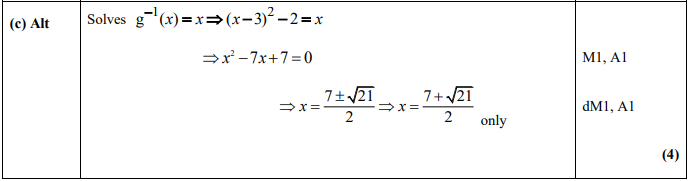 (c) Alt Solves g⁻¹(x) = x ⇒ (x−3)² − 2 = x
⇒ x² − 7x + 7 = 0 M1, A1
⇒ x = (7 ± √21)/2 ⇒ x = (7 + √21)/2 only dM1, A1
(4)